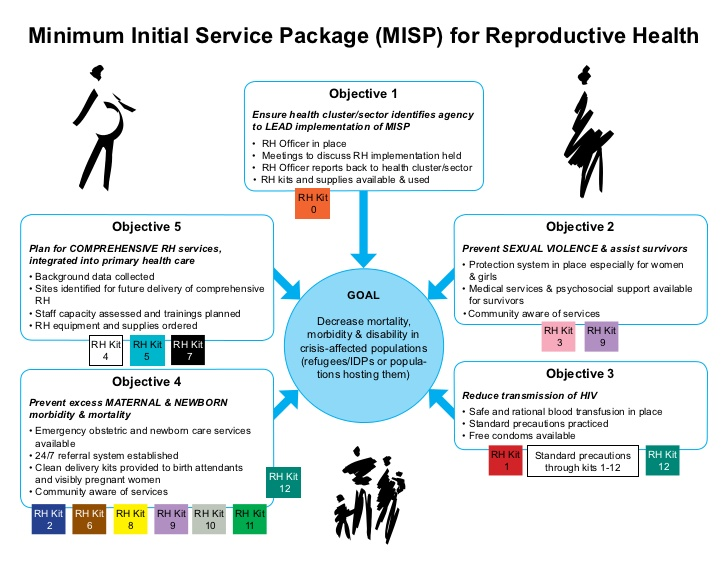 Minimum Initial Service Package (MISP) for Reproductive Health
Objective 1
Ensure health cluster/sector identifies agency
to LEAD implementation of MISP
• RH Officer in place
• Meetings to discuss RH implementation held
• RH Officer reports back to health cluster/sector
• RH kits and supplies available & used
RH Kit
0
Objective 5
Plan for COMPREHENSIVE RH services,
integrated into primary health care
• Background data collected
• Sites identified for future delivery of comprehensive
RH
• Staff capacity assessed and trainings planned
• RH equipment and supplies ordered
RH Kit
4
RH Kit
5
RH Kit
7
Objective 2
Prevent SEXUAL VIOLENCE & assist survivors
• Protection system in place especially for women
& girls
• Medical services & psychosocial support available
for survivors
• Community aware of services
RH Kit
3
RH Kit
9
GOAL
Decrease mortality,
morbidity & disability in
crisis-affected populations
(refugees/IDPs or popula-
tions hosting them)
Objective 4
Prevent excess MATERNAL & NEWBORN
morbidity & mortality
• Emergency obstetric and newborn care services
available
• 24/7 referral system established
• Clean delivery kits provided to birth attendants
and visibly pregnant women
• Community aware of services
RH Kit
12
RH Kit
2
RH Kit
6
RH Kit
8
RH Kit
9
RH Kit
10
RH Kit
11
Objective 3
Reduce transmission of HIV
• Safe and rational blood transfusion in place
• Standard precautions practiced
• Free condoms available
RH Kit
1
Standard precautions
through kits 1-12
RH Kit
12